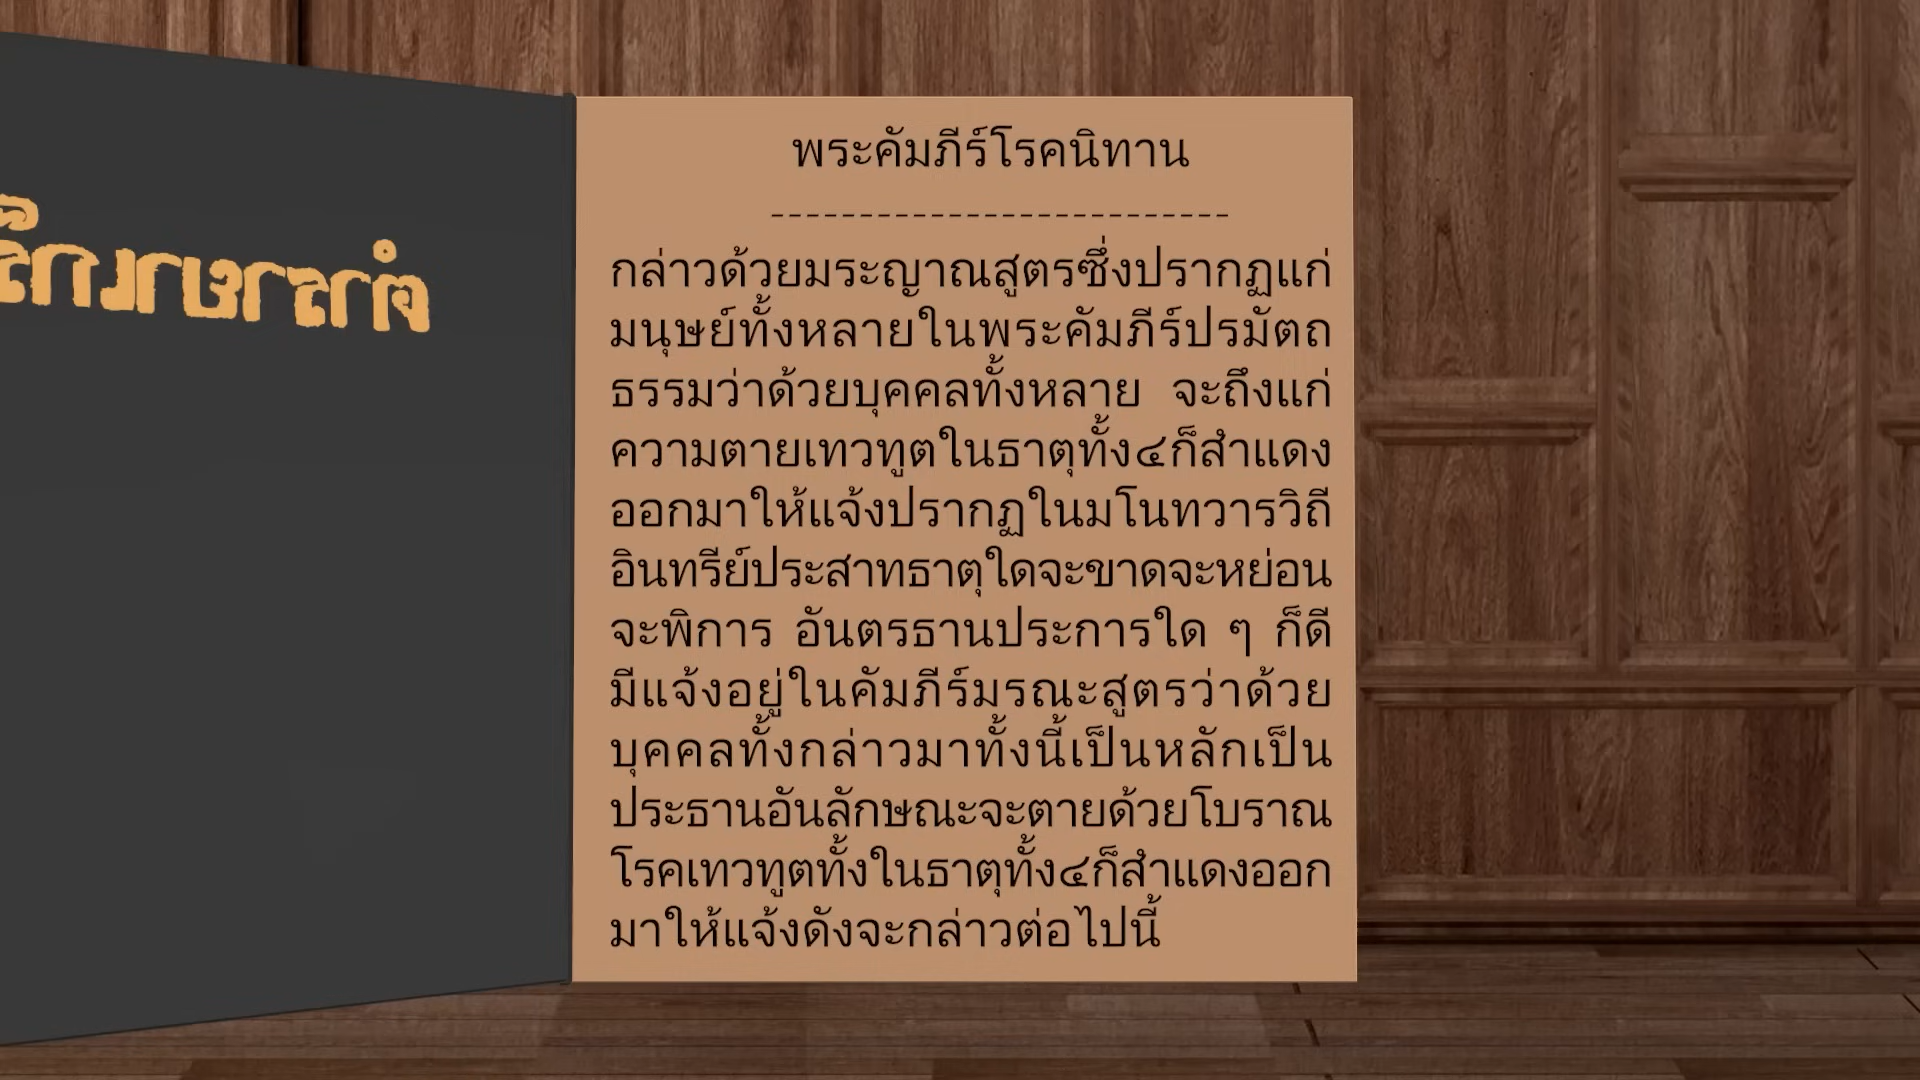 พระคัมภีร์โรคนิทาน
--------------------------
กล่าวด้วยมระญาณสูตรซึ่งปรากฏแก่
มนุษย์ทั้งหลายในพระคัมภีร์ปรมัตถ
ธรรมว่าด้วยบุคคลทั้งหลาย จะถึงแก่
ความตายเทวทูตในธาตุทั้ง๔ก็สำแดง
ออกมาให้แจ้งปรากฏในมโนทวารวิถี
อินทรีย์ประสาทธาตุใดจะขาดจะหย่อน
จะพิการ อันตรธานประการใด ๆ ก็ดี
มีแจ้งอยู่ในคัมภีร์มรณะสูตรว่าด้วย
บุคคลทั้งกล่าวมาทั้งนี้เป็นหลักเป็น
ประธานอันลักษณะจะตายด้วยโบราณ
โรคเทวทูตทั้งในธาตุทั้ง๔ก็สำแดงออก
มาให้แจ้งดังจะกล่าวต่อไปนี้